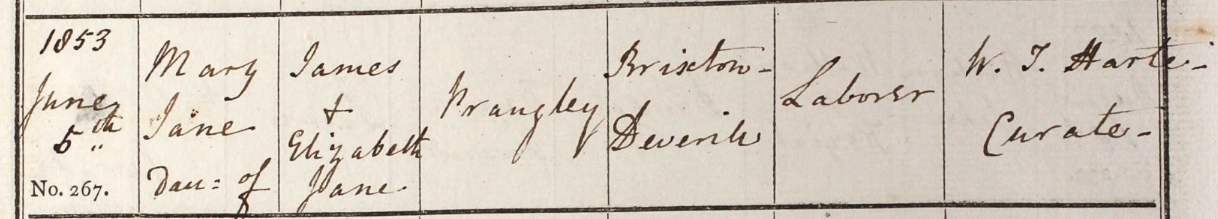 1853
June
5th
No. 267.
Mary
Jane
Dau: of
James
+
Elizabeth
Jane
Prangley
Brixton-
Deverill
Laborer
W. T. Harte-
Curate-